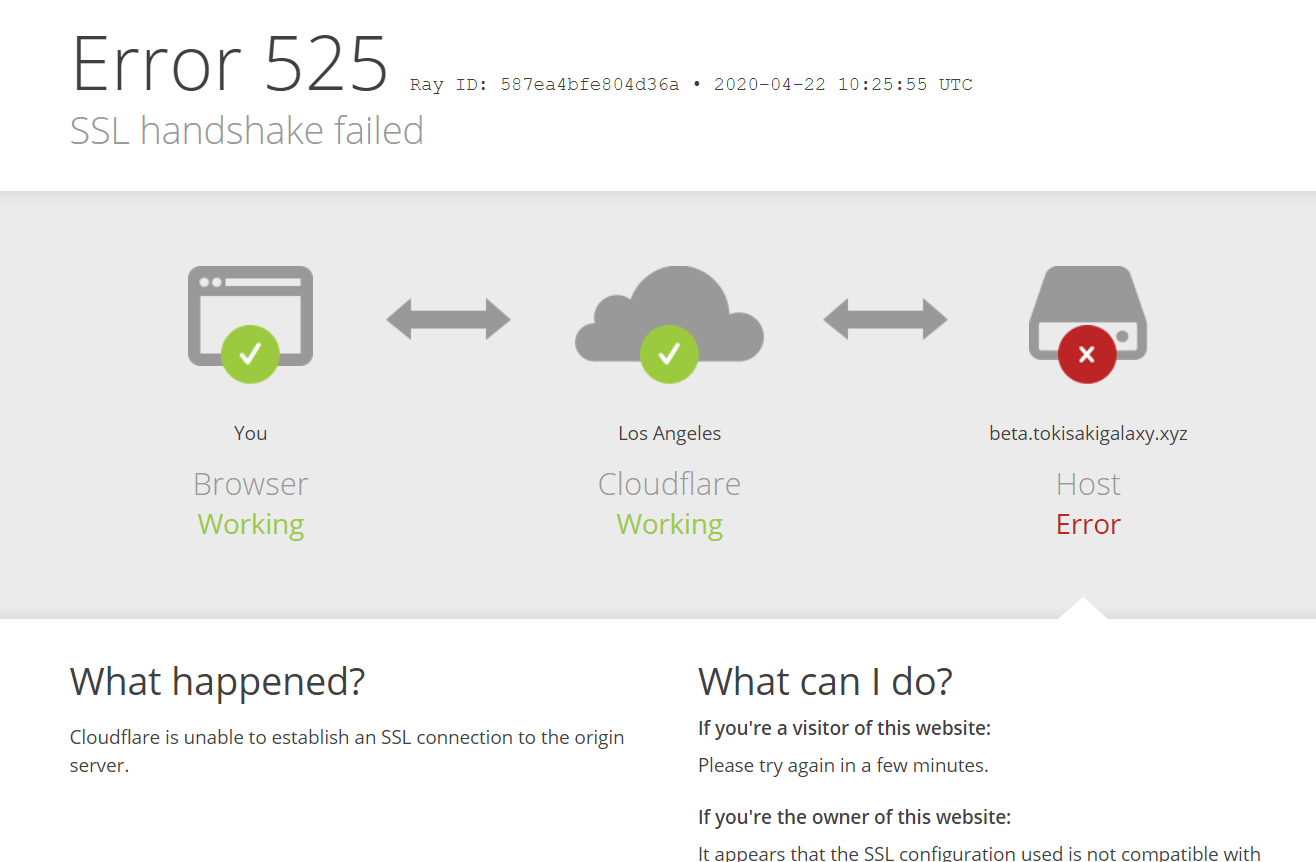 Error 525 Ray ID: 587ea4bfe804d36a • 2020-04-22 10:25:55 UTC
SSL handshake failed
You
Browser
Working
Los Angeles
Cloudflare
Working
beta.tokisakigalaxy.xyz
Host
Error
What happened?
Cloudflare is unable to establish an SSL connection to the origin
server.
What can I do?
If you're a visitor of this website:
Please try again in a few minutes.
If you're the owner of this website:
It appears that the SSL configuration used is not compatible with